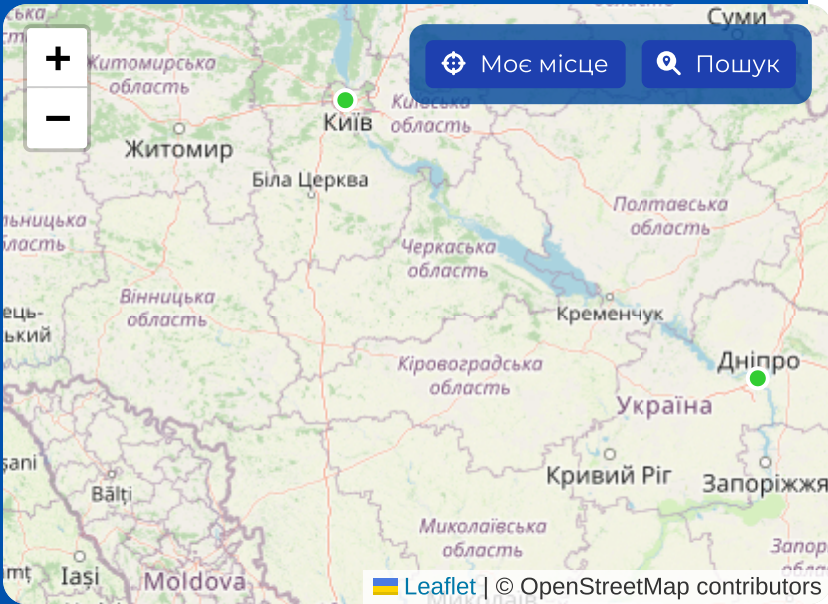 Суми
+
Моє місце
Пошук
Житомирська
область
Київська
область
−
Київ
Житомир
Біла Церква
Полтавська
область
Черкаська
область
Вінницька
область
Кременчук
ький
Кіровоградська
область
Дніпро
Україна
Кривий Ріг
Запоріжжя
Bălți
Миколаївська
область
Iași
Moldova
Leaflet | © OpenStreetMap contributors